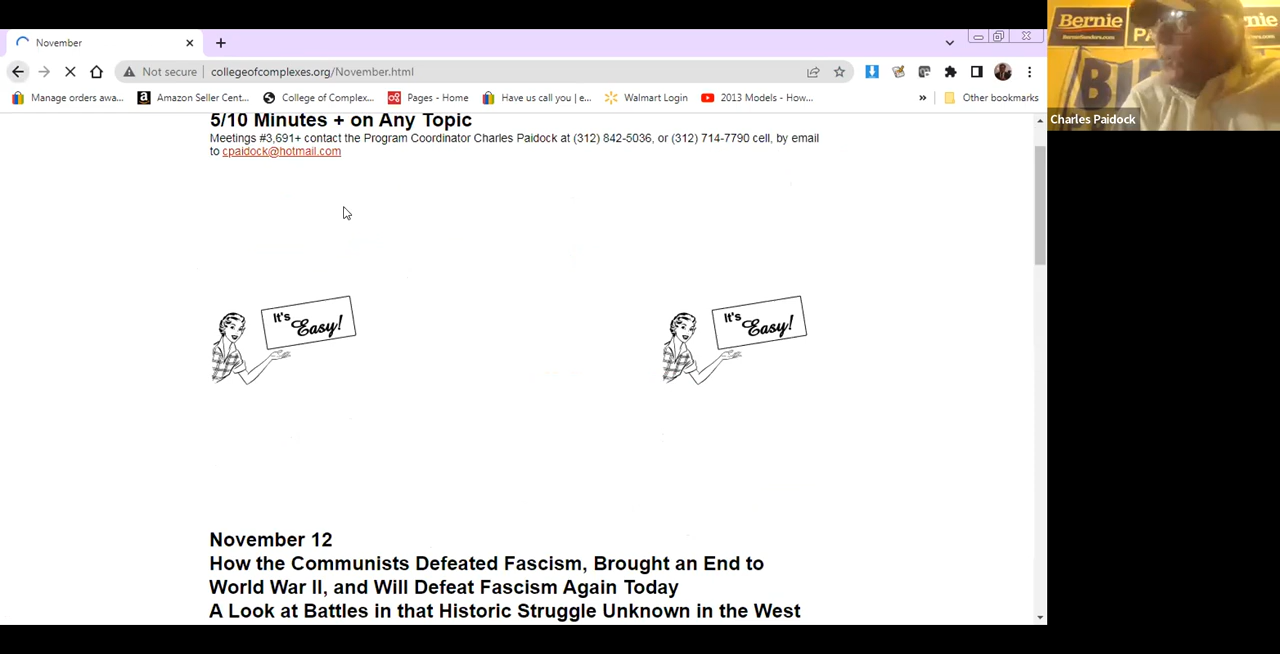 November
Not secure
collegeofcomplexes.org/November.html
Manage orders awa...
Amazon Seller Cent...
College of Complex...
Pages - Home
Have us call you | e...
Walmart Login
2013 Models - How...
»
Other bookmarks
5/10 Minutes + on Any Topic
Meetings #3,691+ contact the Program Coordinator Charles Paidock at (312) 842-5036, or (312) 714-7790 cell, by email
to cpaidock@hotmail.com
It's
Easy!
It's
Easy!
November 12
How the Communists Defeated Fascism, Brought an End to
World War II, and Will Defeat Fascism Again Today
A Look at Battles in that Historic Struggle Unknown in the West
Bernie
BernieSanders.com
Charles Paidock